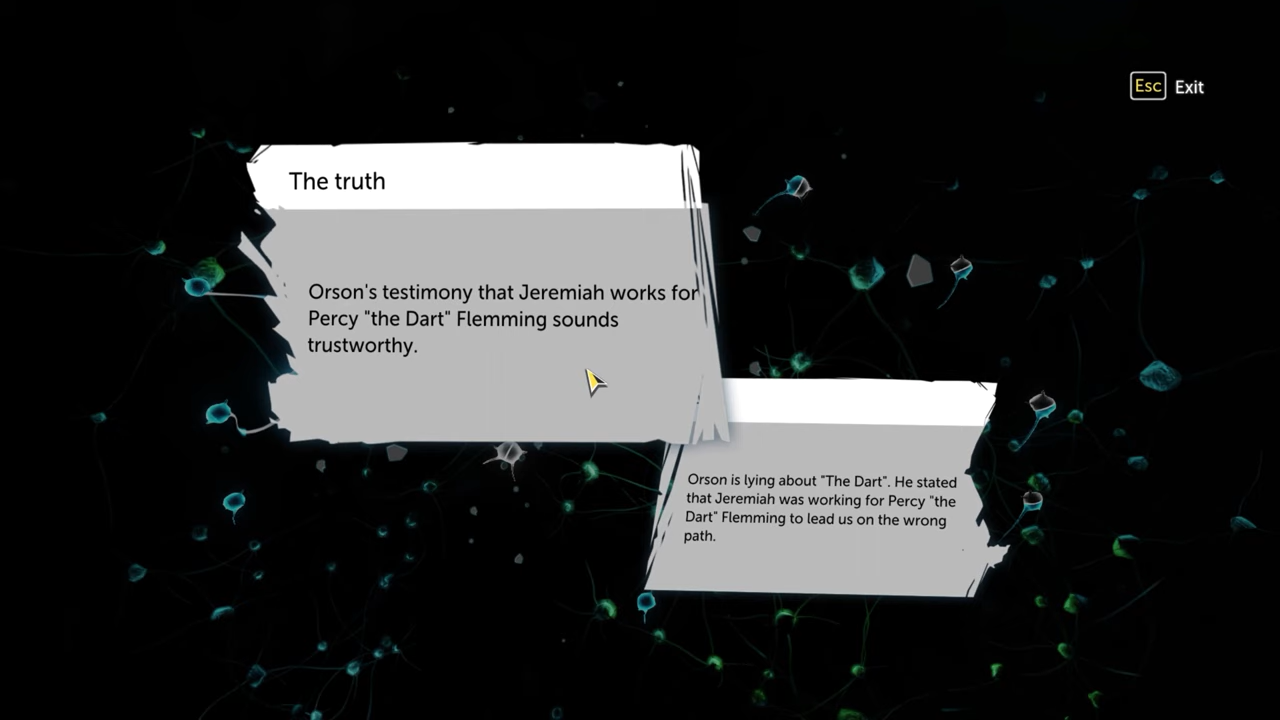 Esc Exit
The truth
Orson's testimony that Jeremiah works for
Percy "the Dart" Flemming sounds
trustworthy.
Orson is lying about "The Dart". He stated
that Jeremiah was working for Percy "the
Dart" Flemming to lead us on the wrong
path.